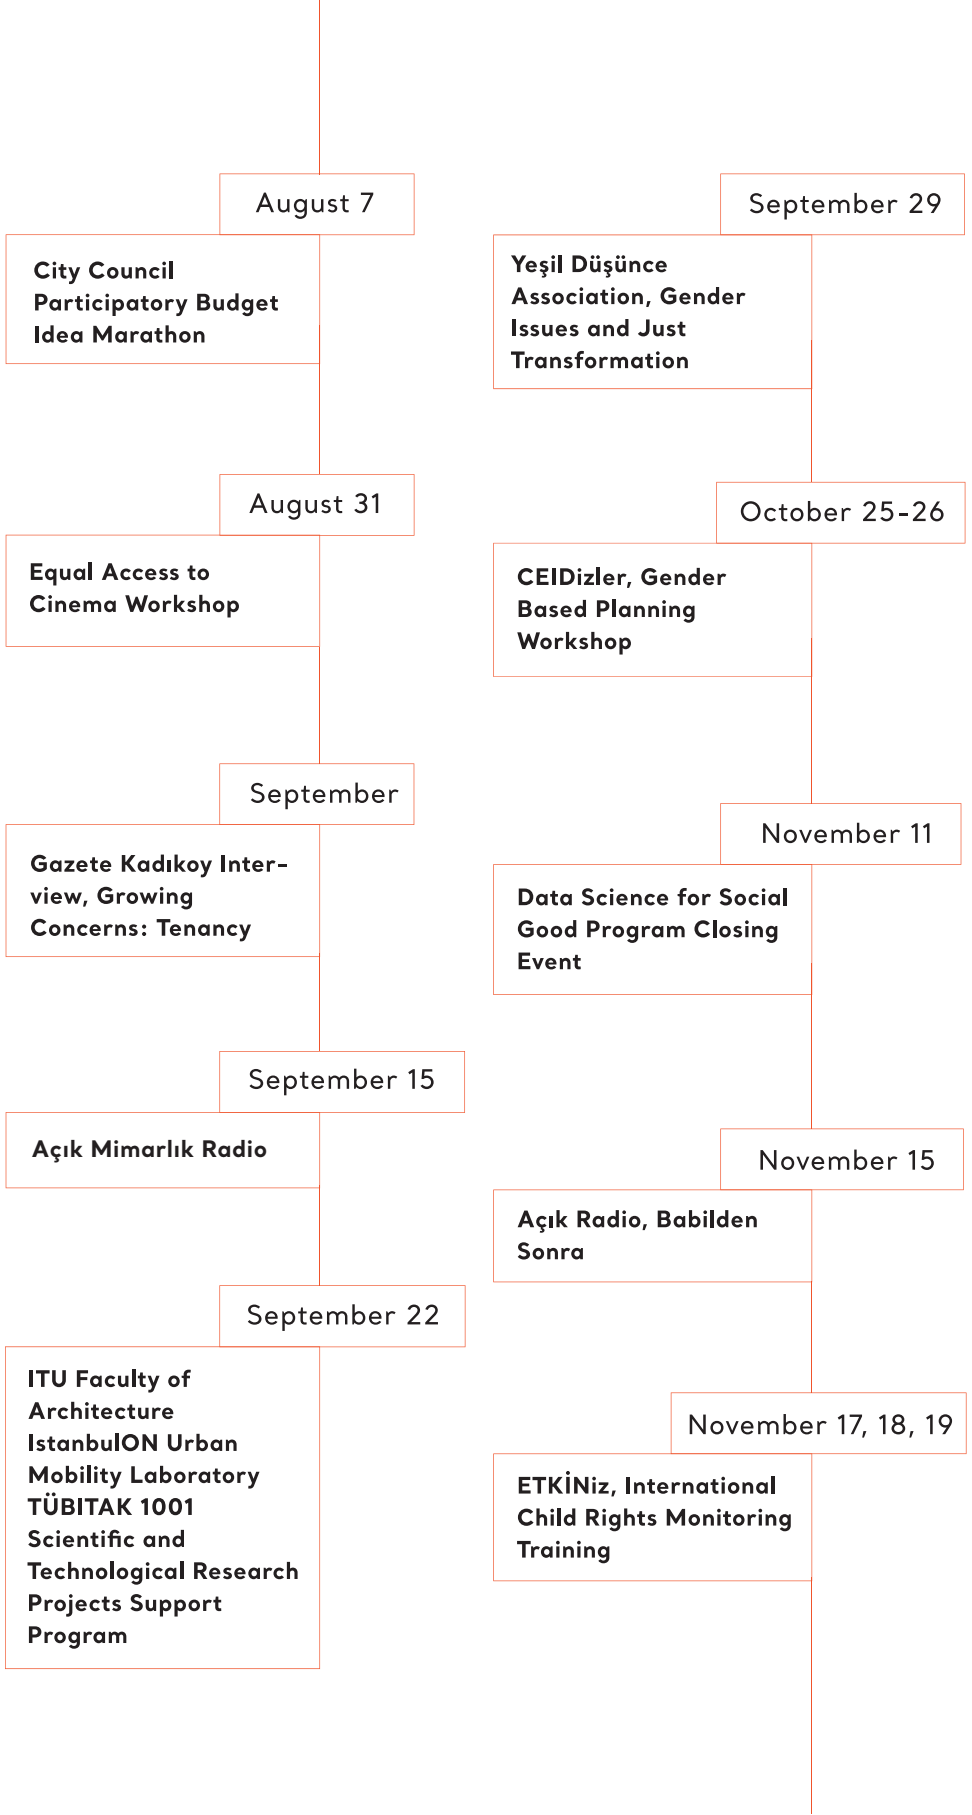 August 7
City Council
Participatory Budget
Idea Marathon
August 31
Equal Access to
Cinema Workshop
September
Gazete Kadıkoy Inter-
view, Growing
Concerns: Tenancy
September 15
Açık Mimarlık Radio
September 22
ITU Faculty of
Architecture
IstanbulON Urban
Mobility Laboratory
TÜBITAK 1001
Scientific and
Technological Research
Projects Support
Program
September 29
Yeşil Düşünce
Association, Gender
Issues and Just
Transformation
October 25-26
CEIDizler, Gender
Based Planning
Workshop
November 11
Data Science for Social
Good Program Closing
Event
November 15
Açık Radio, Babilden
Sonra
November 17, 18, 19
ETKİNiz, International
Child Rights Monitoring
Training